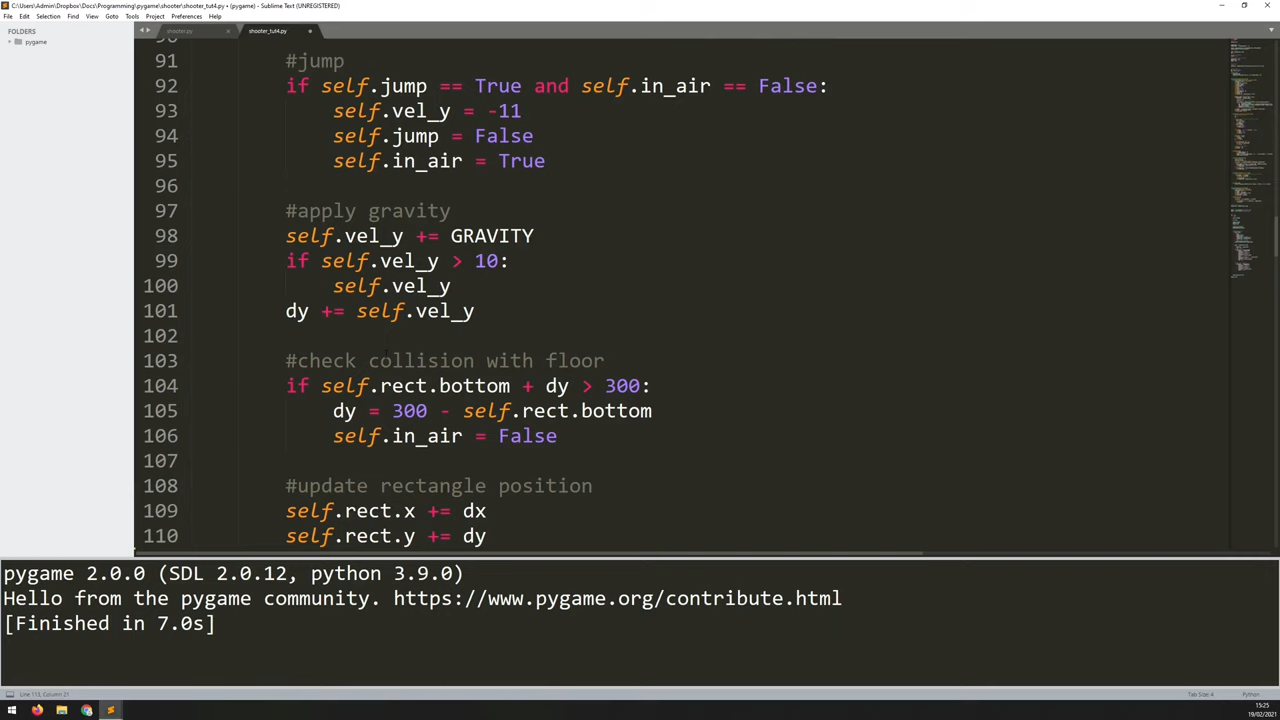 C:\Users\Admin\Dropbox\Docs\Programming\pygame\shooter\shooter_tut4.py • (pygame) - Sublime Text (UNREGISTERED)
File Edit Selection Find View Goto Tools Project Preferences Help
FOLDERS
pygame
shooter.py
shooter_tut4.py
91 #jump
92 if self.jump == True and self.in_air == False:
93 self.vel_y = -11
94 self.jump = False
95 self.in_air = True
96
97 #apply gravity
98 self.vel_y += GRAVITY
99 if self.vel_y > 10:
100 self.vel_y
101 dy += self.vel_y
102
103 #check collision with floor
104 if self.rect.bottom + dy > 300:
105 dy = 300 - self.rect.bottom
106 self.in_air = False
107
108 #update rectangle position
109 self.rect.x += dx
110 self.rect.y += dy
pygame 2.0.0 (SDL 2.0.12, python 3.9.0)
Hello from the pygame community. https://www.pygame.org/contribute.html
[Finished in 7.0s]
Line 113, Column 21
Tab Size: 4
Python
15:25
19/02/2021